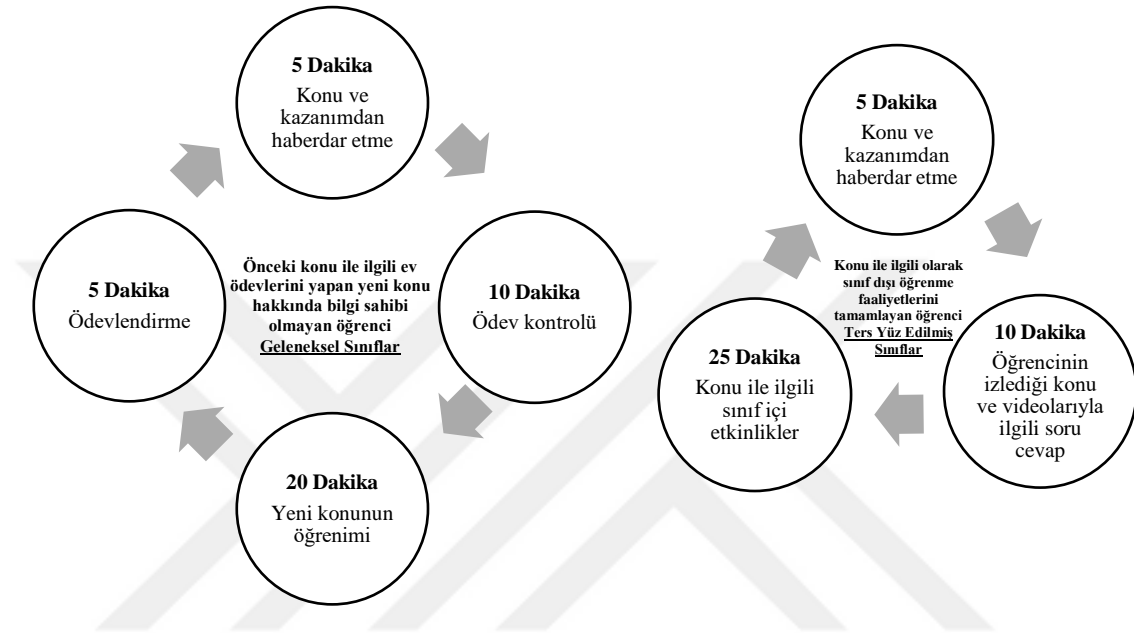 5 Dakika
Konu ve
kazanımdan
haberdar etme
10 Dakika
Ödev kontrolü
20 Dakika
Yeni konunun
öğrenimi
5 Dakika
Ödevlendirme
Önceki konu ile ilgili ev
ödevlerini yapan yeni konu
hakkında bilgi sahibi
olmayan öğrenci
Geleneksel Sınıflar
5 Dakika
Konu ve
kazanımdan
haberdar etme
10 Dakika
Öğrencinin
izlediği konu
ve videolarıyla
ilgili soru
cevap
25 Dakika
Konu ile ilgili
sınıf içi
etkinlikler
Konu ile ilgili olarak
sınıf dışı öğrenme
faaliyetlerini
tamamlayan öğrenci
Ters Yüz Edilmiş
Sınıflar